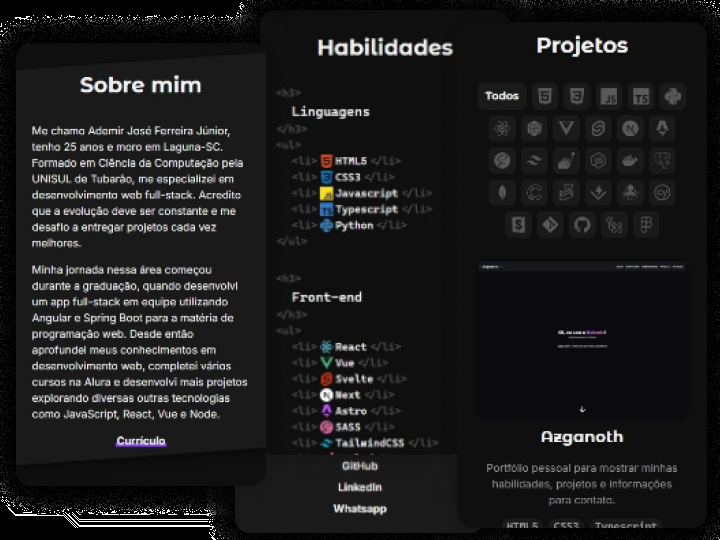 Sobre mim
Me chamo Ademir José Ferreira Júnior,
tenho 25 anos e moro em Laguna-SC.
Formado em Ciência da Computação pela
UNISUL de Tubarão, me especializei em
desenvolvimento web full-stack. Acredito
que a evolução deve ser constante e me
desafio a entregar projetos cada vez
melhores.
Minha jornada nessa área começou
durante a graduação, quando desenvolvi
um app full-stack em equipe utilizando
Angular e Spring Boot para a matéria de
programação web. Desde então
aprofundei meus conhecimentos em
desenvolvimento web, completei vários
cursos na Alura e desenvolvi mais projetos
explorando diversas outras tecnologias
como JavaScript, React, Vue e Node.
Currículo
Habilidades
<h3>
Linguagens
</h3>
<ul>
<li> HTML5 </li>
<li> CSS3 </li>
<li> Javascript </li>
<li> Typescript </li>
<li> Python </li>
</ul>
<h3>
Front-end
</h3>
<ul>
<li> React </li>
<li> Vue </li>
<li> Svelte </li>
<li> Next </li>
<li> Astro </li>
<li> SASS </li>
<li> TailwindCSS </li>
GitHub
LinkedIn
Whatsapp
Projetos
Todos
Azganoth
Portfólio pessoal para mostrar minhas
habilidades, projetos e informações
para contato.
HTML5 CSS3 Typescript